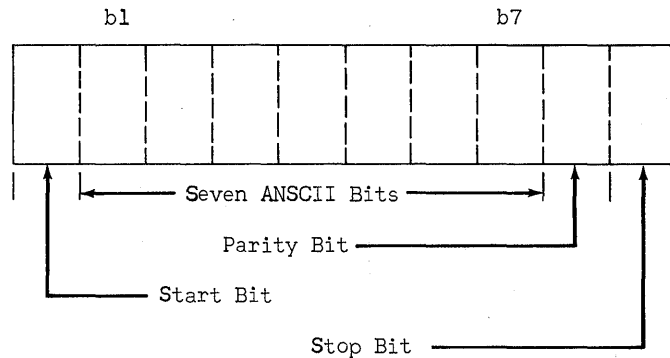 b1 b7
Seven ANSCII Bits
Parity Bit
Start Bit
Stop Bit